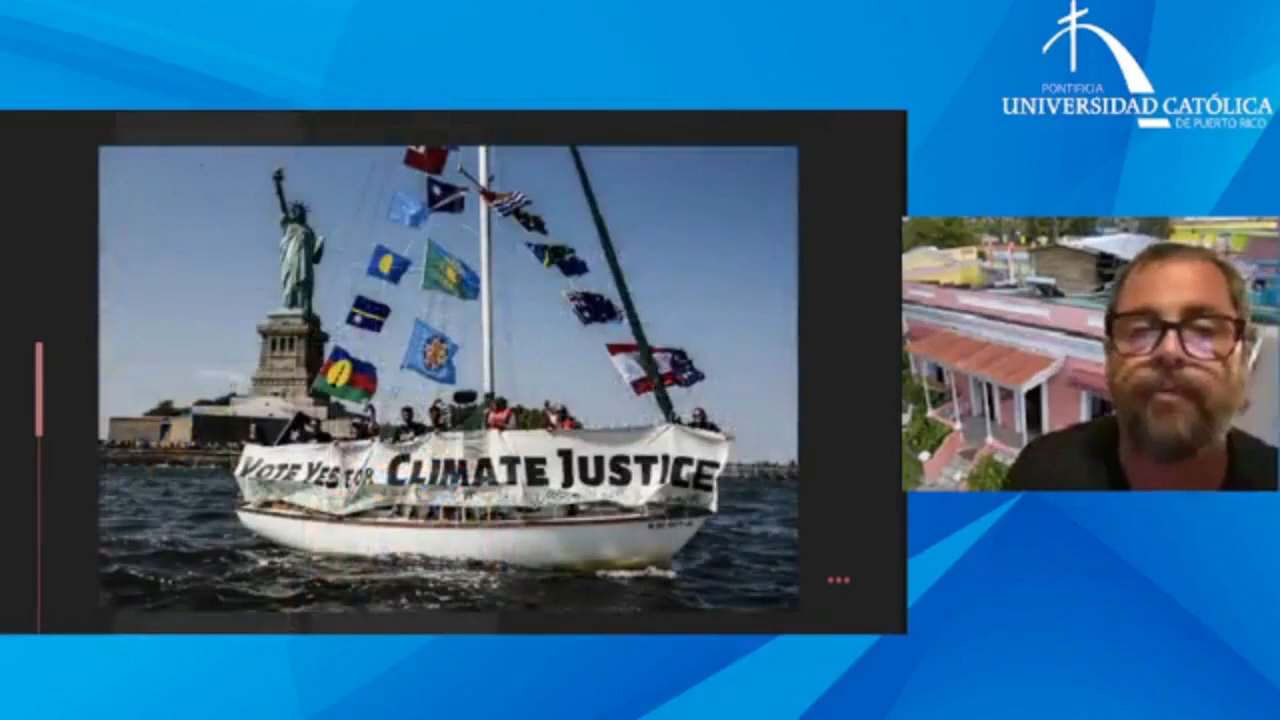 PONTIFICIA
UNIVERSIDAD CATÓLICA
DE PUERTO RICO
VOTE YES FOR CLIMATE JUSTICE